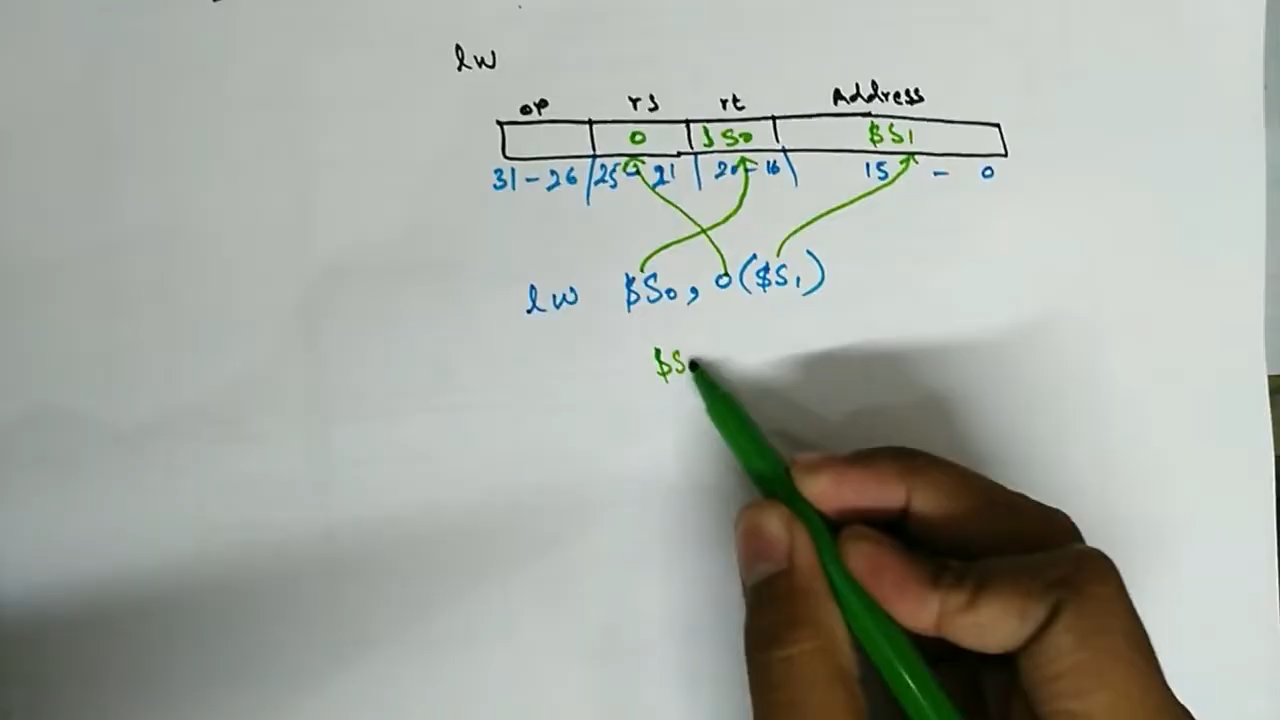 lw
op rs rt Address
0 $S0 $S1
31-26 25-21 20-16 15 - 0
lw $S0, 0($S1)
$S